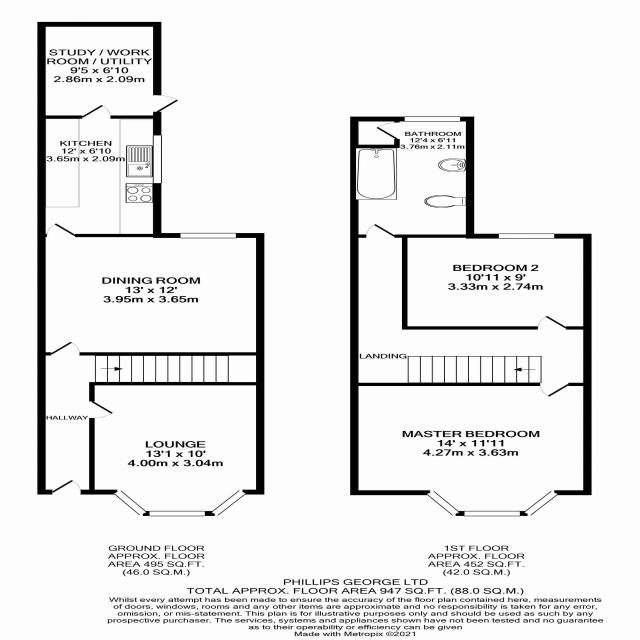 STUDY / WORK
ROOM / UTILITY
9'5 x 6'10
2.86m x 2.09m
KITCHEN
12' x 6'10
3.65m x 2.09m
DINING ROOM
13' x 12'
3.95m x 3.65m
HALLWAY
LOUNGE
13'1 x 10'
4.00m x 3.04m
BATHROOM
12'4 x 6'11
3.76m x 2.11m
BEDROOM 2
10'11 x 9'
3.33m x 2.74m
LANDING
MASTER BEDROOM
14' x 11'11
4.27m x 3.63m
GROUND FLOOR
APPROX. FLOOR
AREA 495 SQ.FT.
(46.0 SQ.M.)
1ST FLOOR
APPROX. FLOOR
AREA 452 SQ.FT.
(42.0 SQ.M.)
PHILLIPS GEORGE LTD
TOTAL APPROX. FLOOR AREA 947 SQ.FT. (88.0 SQ.M.)
Whilst every attempt has been made to ensure the accuracy of the floor plan contained here, measurements
of doors, windows, rooms and any other items are approximate and no responsibility is taken for any error,
omission, or mis-statement. This plan is for illustrative purposes only and should be used as such by any
prospective purchaser. The services, systems and appliances shown have not been tested and no guarantee
as to their operability or efficiency can be given
Made with Metropix ©2021